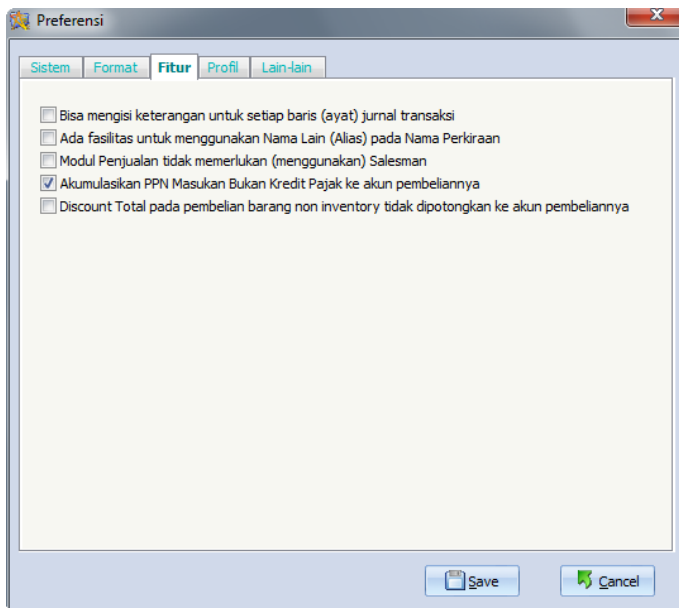 Preferensi
Sistem Format Fitur Profil Lain-lain
Bisa mengisi keterangan untuk setiap baris (ayat) jurnal transaksi
Ada fasilitas untuk menggunakan Nama Lain (Alias) pada Nama Perkiraan
Modul Penjualan tidak memerlukan (menggunakan) Salesman
Akumulasikan PPN Masukan Bukan Kredit Pajak ke akun pembeliannya
Discount Total pada pembelian barang non inventory tidak dipotongkan ke akun pembeliannya
Save Cancel